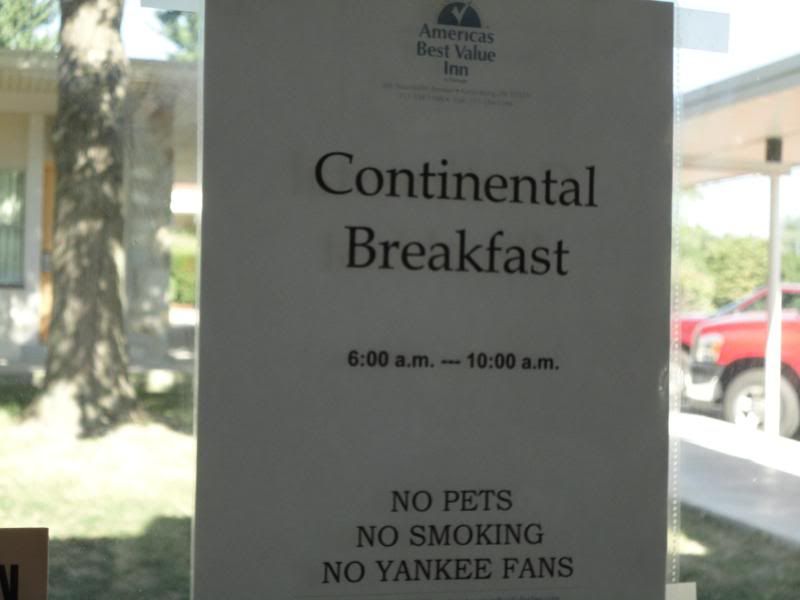 Americas
Best Value
Inn
Continental
Breakfast
6:00 a.m. --- 10:00 a.m.
NO PETS
NO SMOKING
NO YANKEE FANS
N